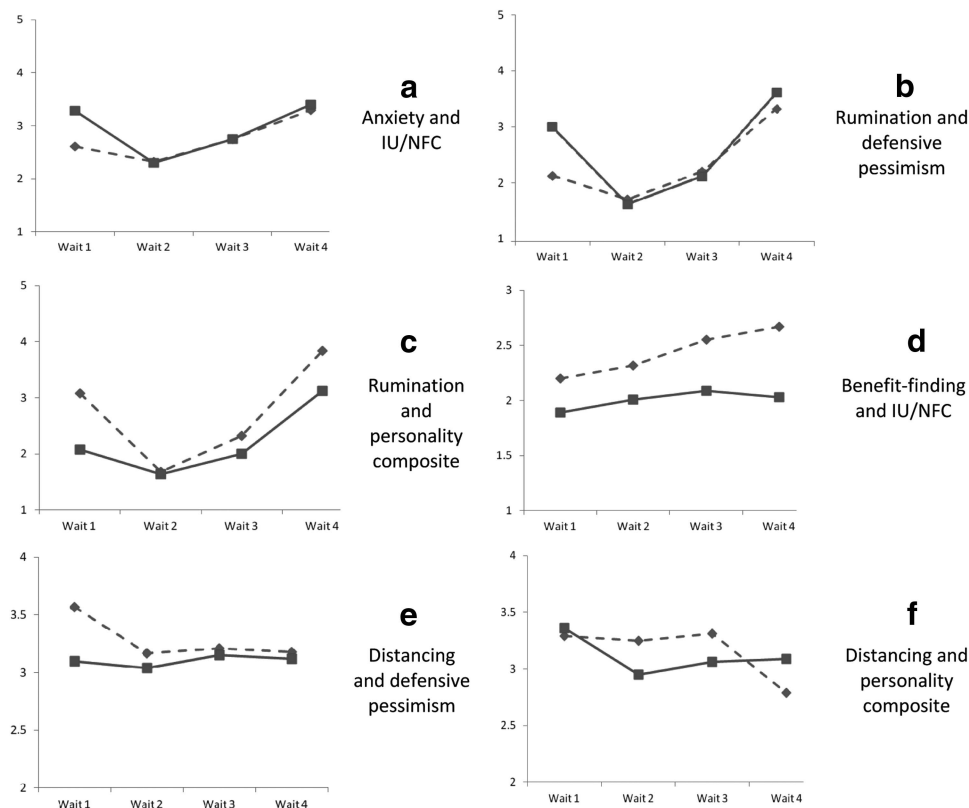 5
4
3
2
1
Wait 1 Wait 2 Wait 3 Wait 4
a
Anxiety and
IU/NFC
5
4
3
2
1
Wait 1 Wait 2 Wait 3 Wait 4
b
Rumination and
defensive
pessimism
5
4
3
2
1
Wait 1 Wait 2 Wait 3 Wait 4
c
Rumination
and
personality
composite
3
2.5
2
1.5
1
Wait 1 Wait 2 Wait 3 Wait 4
d
Benefit-finding
and IU/NFC
4
3.5
3
2.5
2
Wait 1 Wait 2 Wait 3 Wait 4
e
Distancing
and defensive
pessimism
4
3.5
3
2.5
2
Wait 1 Wait 2 Wait 3 Wait 4
f
Distancing and
personality
composite